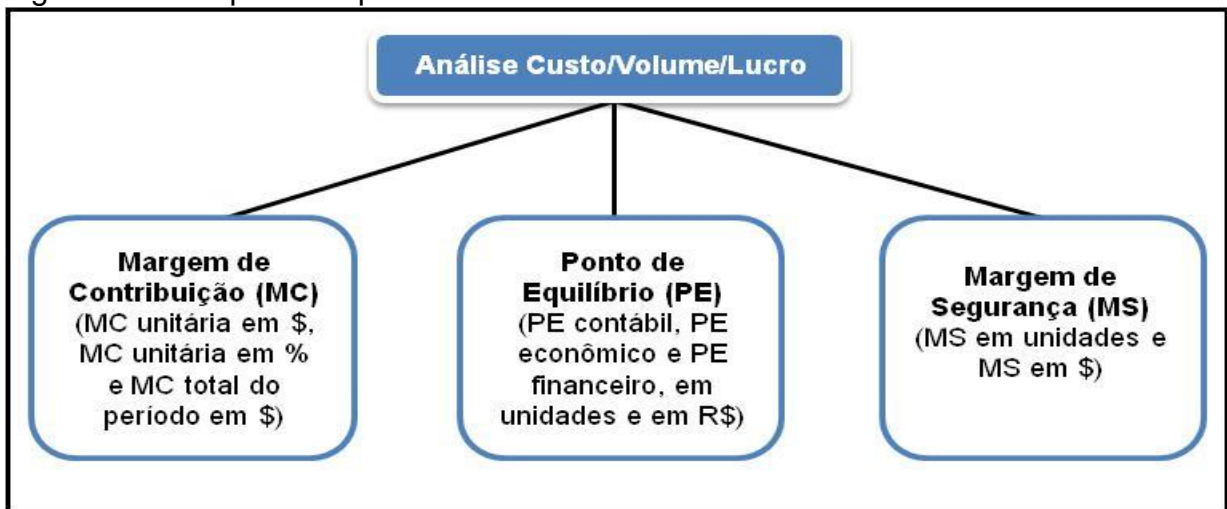 Análise Custo/Volume/Lucro
Margem de
Contribuição (MC)
(MC unitária em $,
MC unitária em %
e MC total do
período em $)
Ponto de
Equilíbrio (PE)
(PE contábil, PE
econômico e PE
financeiro, em
unidades e em R$)
Margem de
Segurança (MS)
(MS em unidades e
MS em $)